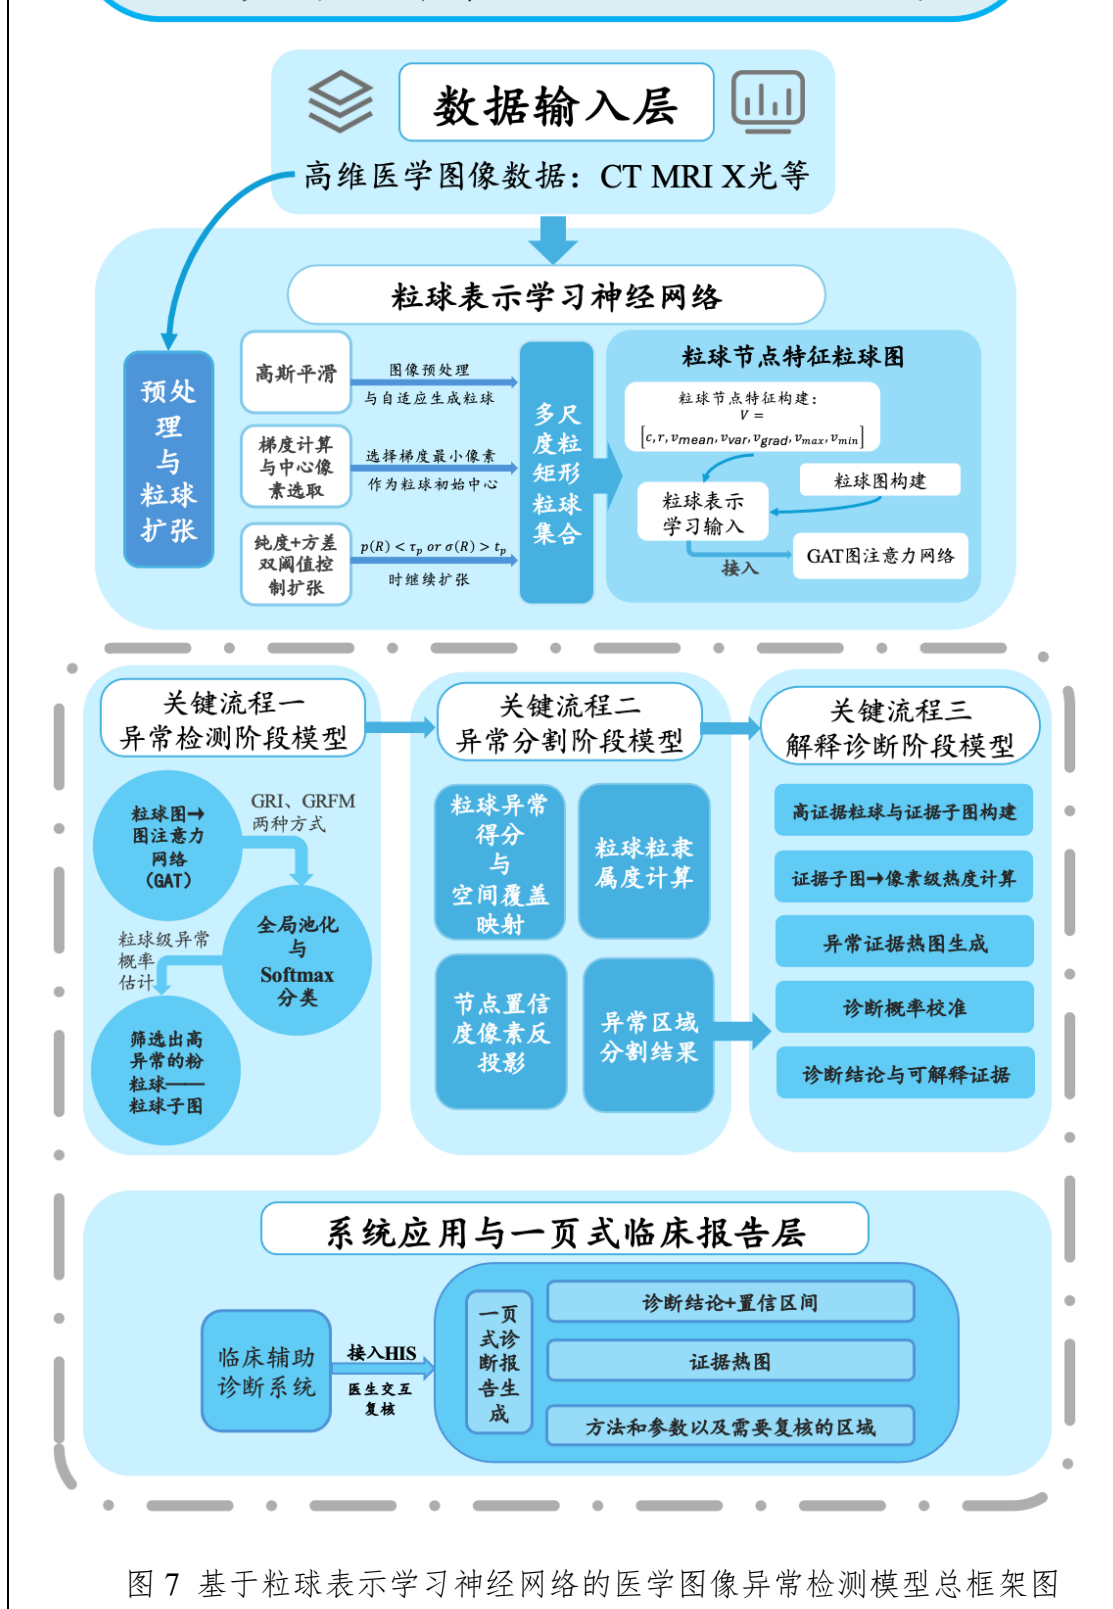 数据输入层
高维医学图像数据：CT MRI X光等
粒球表示学习神经网络
预处
理
与
粒球
扩张
高斯平滑
图像预处理
与自适应生成粒球
梯度计算
与中心像
素选取
选择梯度最小像素
作为粒球初始中心
纯度+方差
双阈值控
制扩张
p(R) < τp or σ(R) > tp
时继续扩张
多尺
度粒
矩形
粒球
集合
粒球节点特征粒球图
粒球节点特征构建：
V =
[c, r, vmean, vvar, vgrad, vmax, vmin]
粒球图构建
粒球表示
学习输入
接入
GAT图注意力网络
关键流程一
异常检测阶段模型
粒球图→
图注意力
网络
（GAT）
GRI、GRFM
两种方式
全局池化
与
Softmax
分类
粒球级异常
概率
估计
筛选出高
异常的粉
粒球——
粒球子图
关键流程二
异常分割阶段模型
粒球异常
得分
与
空间覆盖
映射
粒球粒隶
属度计算
节点置信
度像素反
投影
异常区域
分割结果
关键流程三
解释诊断阶段模型
高证据粒球与证据子图构建
证据子图→像素级热度计算
异常证据热图生成
诊断概率校准
诊断结论与可解释证据
系统应用与一页式临床报告层
临床辅助
诊断系统
接入HIS
医生交互
复核
一页
式诊
断报
告生
成
诊断结论+置信区间
证据热图
方法和参数以及需要复核的区域
图 7 基于粒球表示学习神经网络的医学图像异常检测模型总框架图